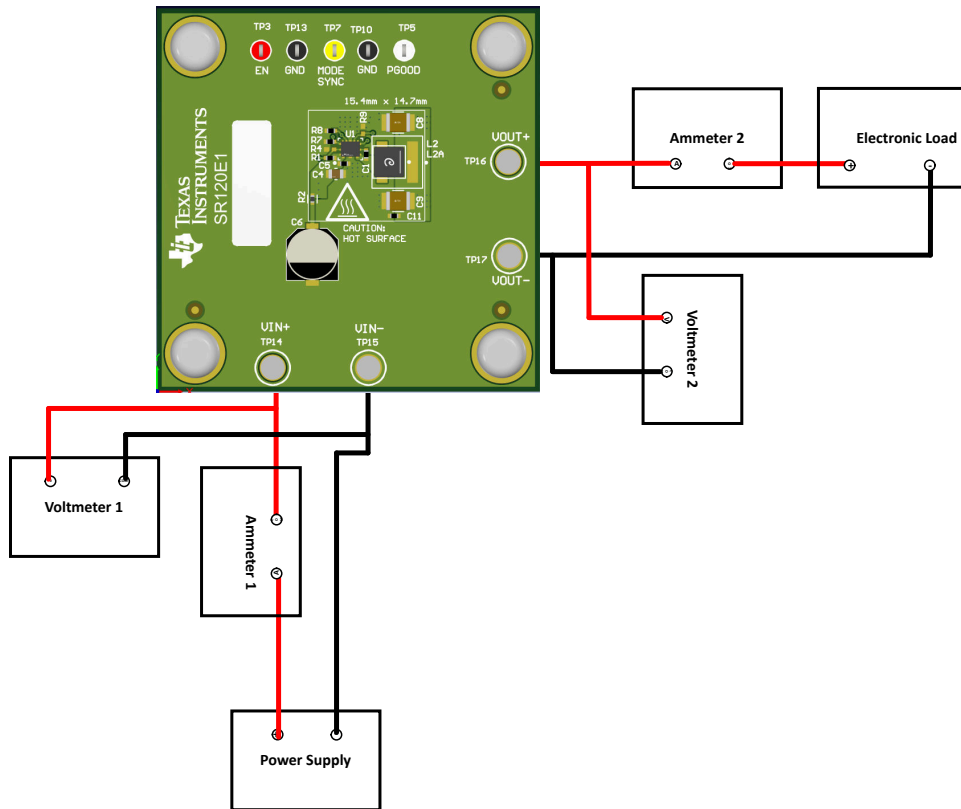 TP3 TP13 TP7 TP10 TP5
EN GND MODE SYNC GND PGOOD
15.4mm x 14.7mm
TEXAS INSTRUMENTS
SR120E1
R8
R7
R4
R1
U1
R9
C8
L2
L2A
C5
C4
C1
R2
C9
C11
C6
CAUTION:
HOT SURFACE
VOUT+
TP16
TP17
VOUT-
VIN+ VIN-
TP14 TP15
Ammeter 2
A
Electronic Load
+ -
V
Voltmeter 2
Voltmeter 1
Ammeter 1
A
Power Supply